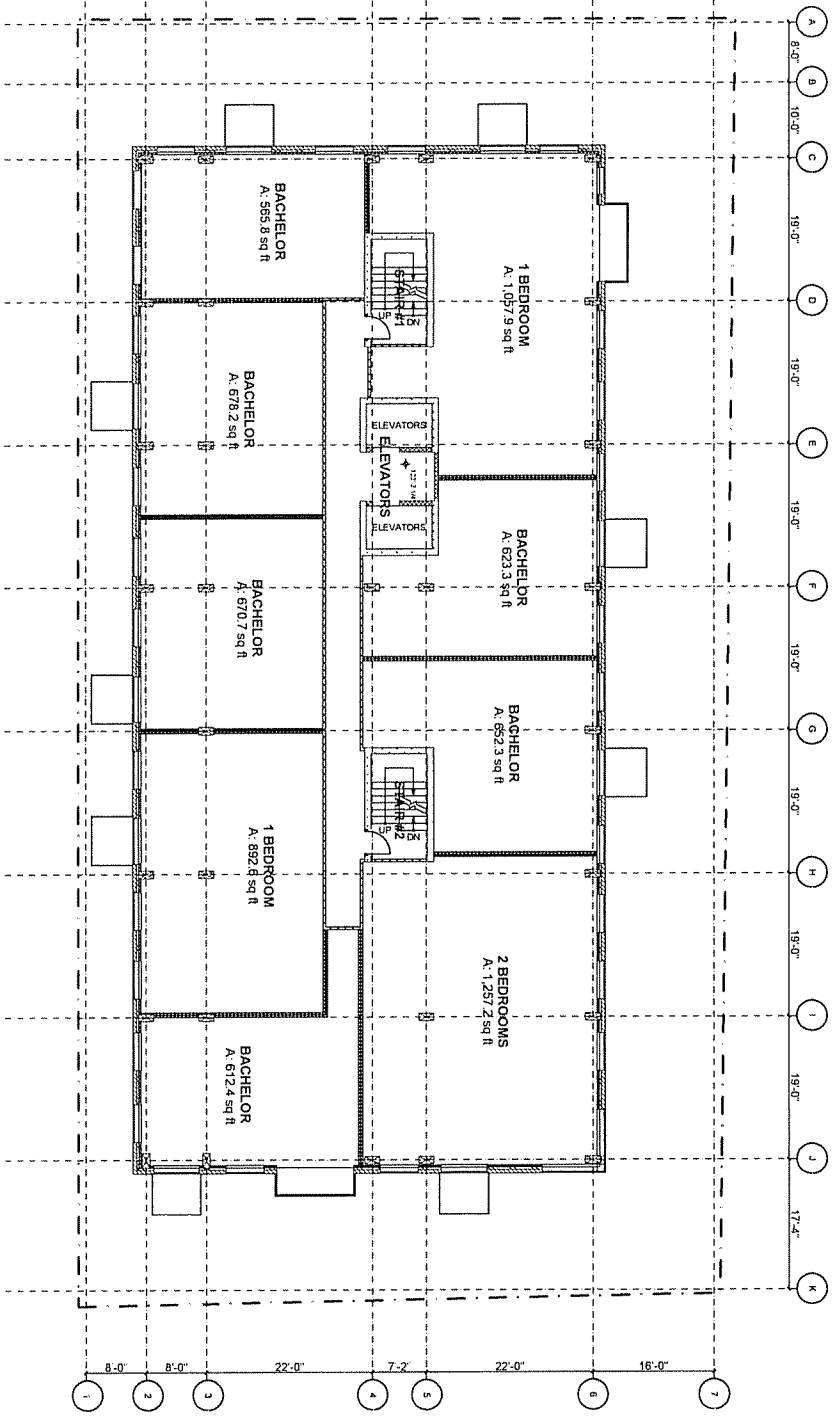 A
8'-0"
B
10'-0"
C
19'-0"
D
19'-0"
E
19'-0"
F
19'-0"
G
19'-0"
H
19'-0"
I
19'-0"
J
17'-4"
K
1 BEDROOM
A: 1,057.9 sq ft
BACHELOR
A: 623.3 sq ft
BACHELOR
A: 652.3 sq ft
2 BEDROOMS
A: 1,257.2 sq ft
STAIR #1
UP
DN
ELEVATORS
ELEVATORS
ELEVATORS
STAIR #2
UP
DN
BACHELOR
A: 565.8 sq ft
BACHELOR
A: 678.2 sq ft
BACHELOR
A: 670.7 sq ft
1 BEDROOM
A: 892.6 sq ft
BACHELOR
A: 612.4 sq ft
8'-0"
8'-0"
22'-0"
7'-2"
22'-0"
16'-0"
1
2
3
4
5
6
7